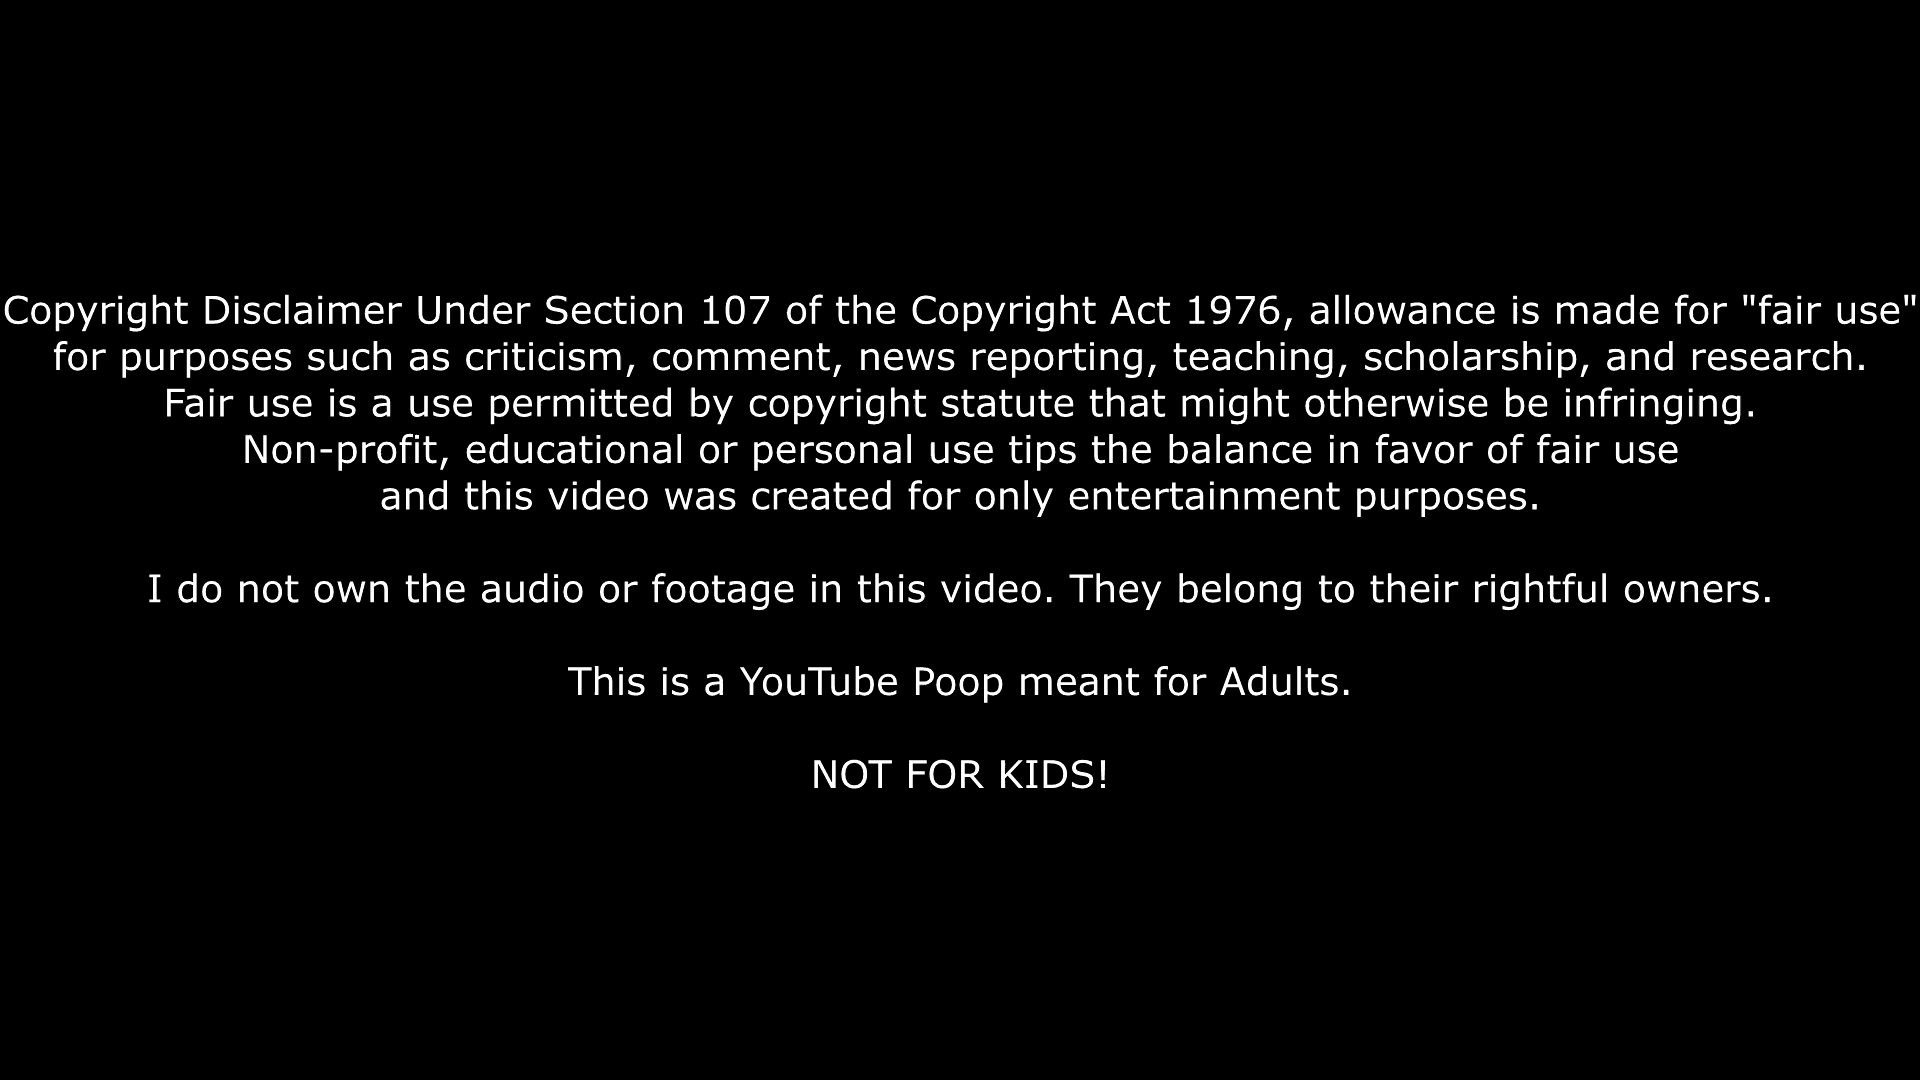 Copyright Disclaimer Under Section 107 of the Copyright Act 1976, allowance is made for "fair use"
for purposes such as criticism, comment, news reporting, teaching, scholarship, and research.
Fair use is a use permitted by copyright statute that might otherwise be infringing.
Non-profit, educational or personal use tips the balance in favor of fair use
and this video was created for only entertainment purposes.
I do not own the audio or footage in this video. They belong to their rightful owners.
This is a YouTube Poop meant for Adults.
NOT FOR KIDS!